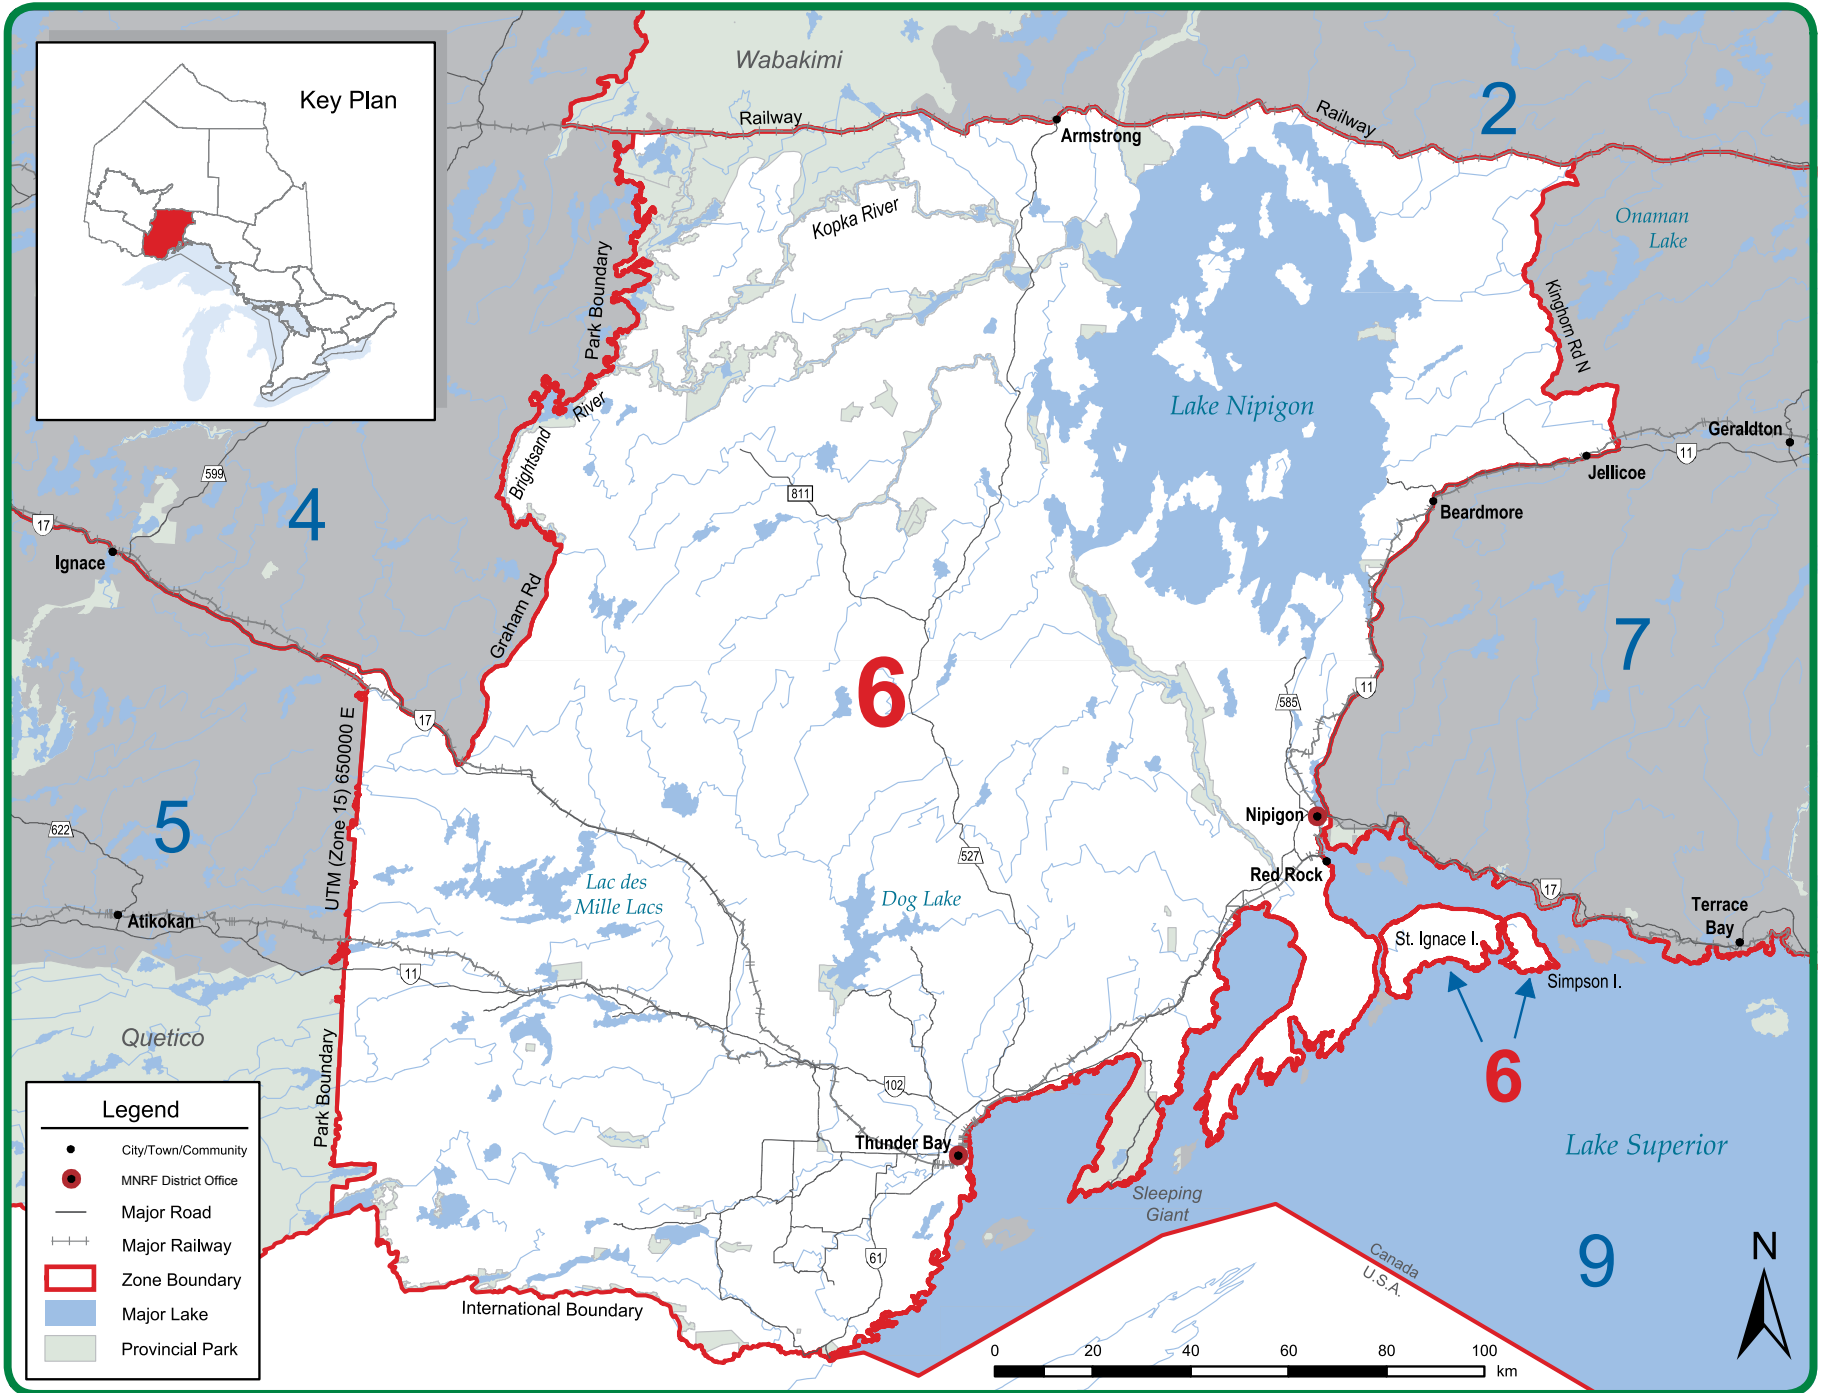 Key Plan
Wabakimi
Railway
Armstrong
Railway
2
Kopka River
Onaman
Lake
Park Boundary
Kinghorn Rd N
Lake Nipigon
River
Brightsand
Geraldton
11
Jellicoe
599
811
Beardmore
17
4
Ignace
Graham Rd
6
7
585
11
17
UTM (Zone 15) 650000 E
5
622
Nipigon
527
Red Rock
Lac des
Mille Lacs
Dog Lake
17
Terrace
Bay
Atikokan
St. Ignace I.
11
Simpson I.
Quetico
Park Boundary
102
6
Thunder Bay
Lake Superior
Sleeping
Giant
61
Canada
U.S.A.
9
N
International Boundary
Legend
City/Town/Community
MNRF District Office
Major Road
Major Railway
Zone Boundary
Major Lake
Provincial Park
0 20 40 60 80 100
km